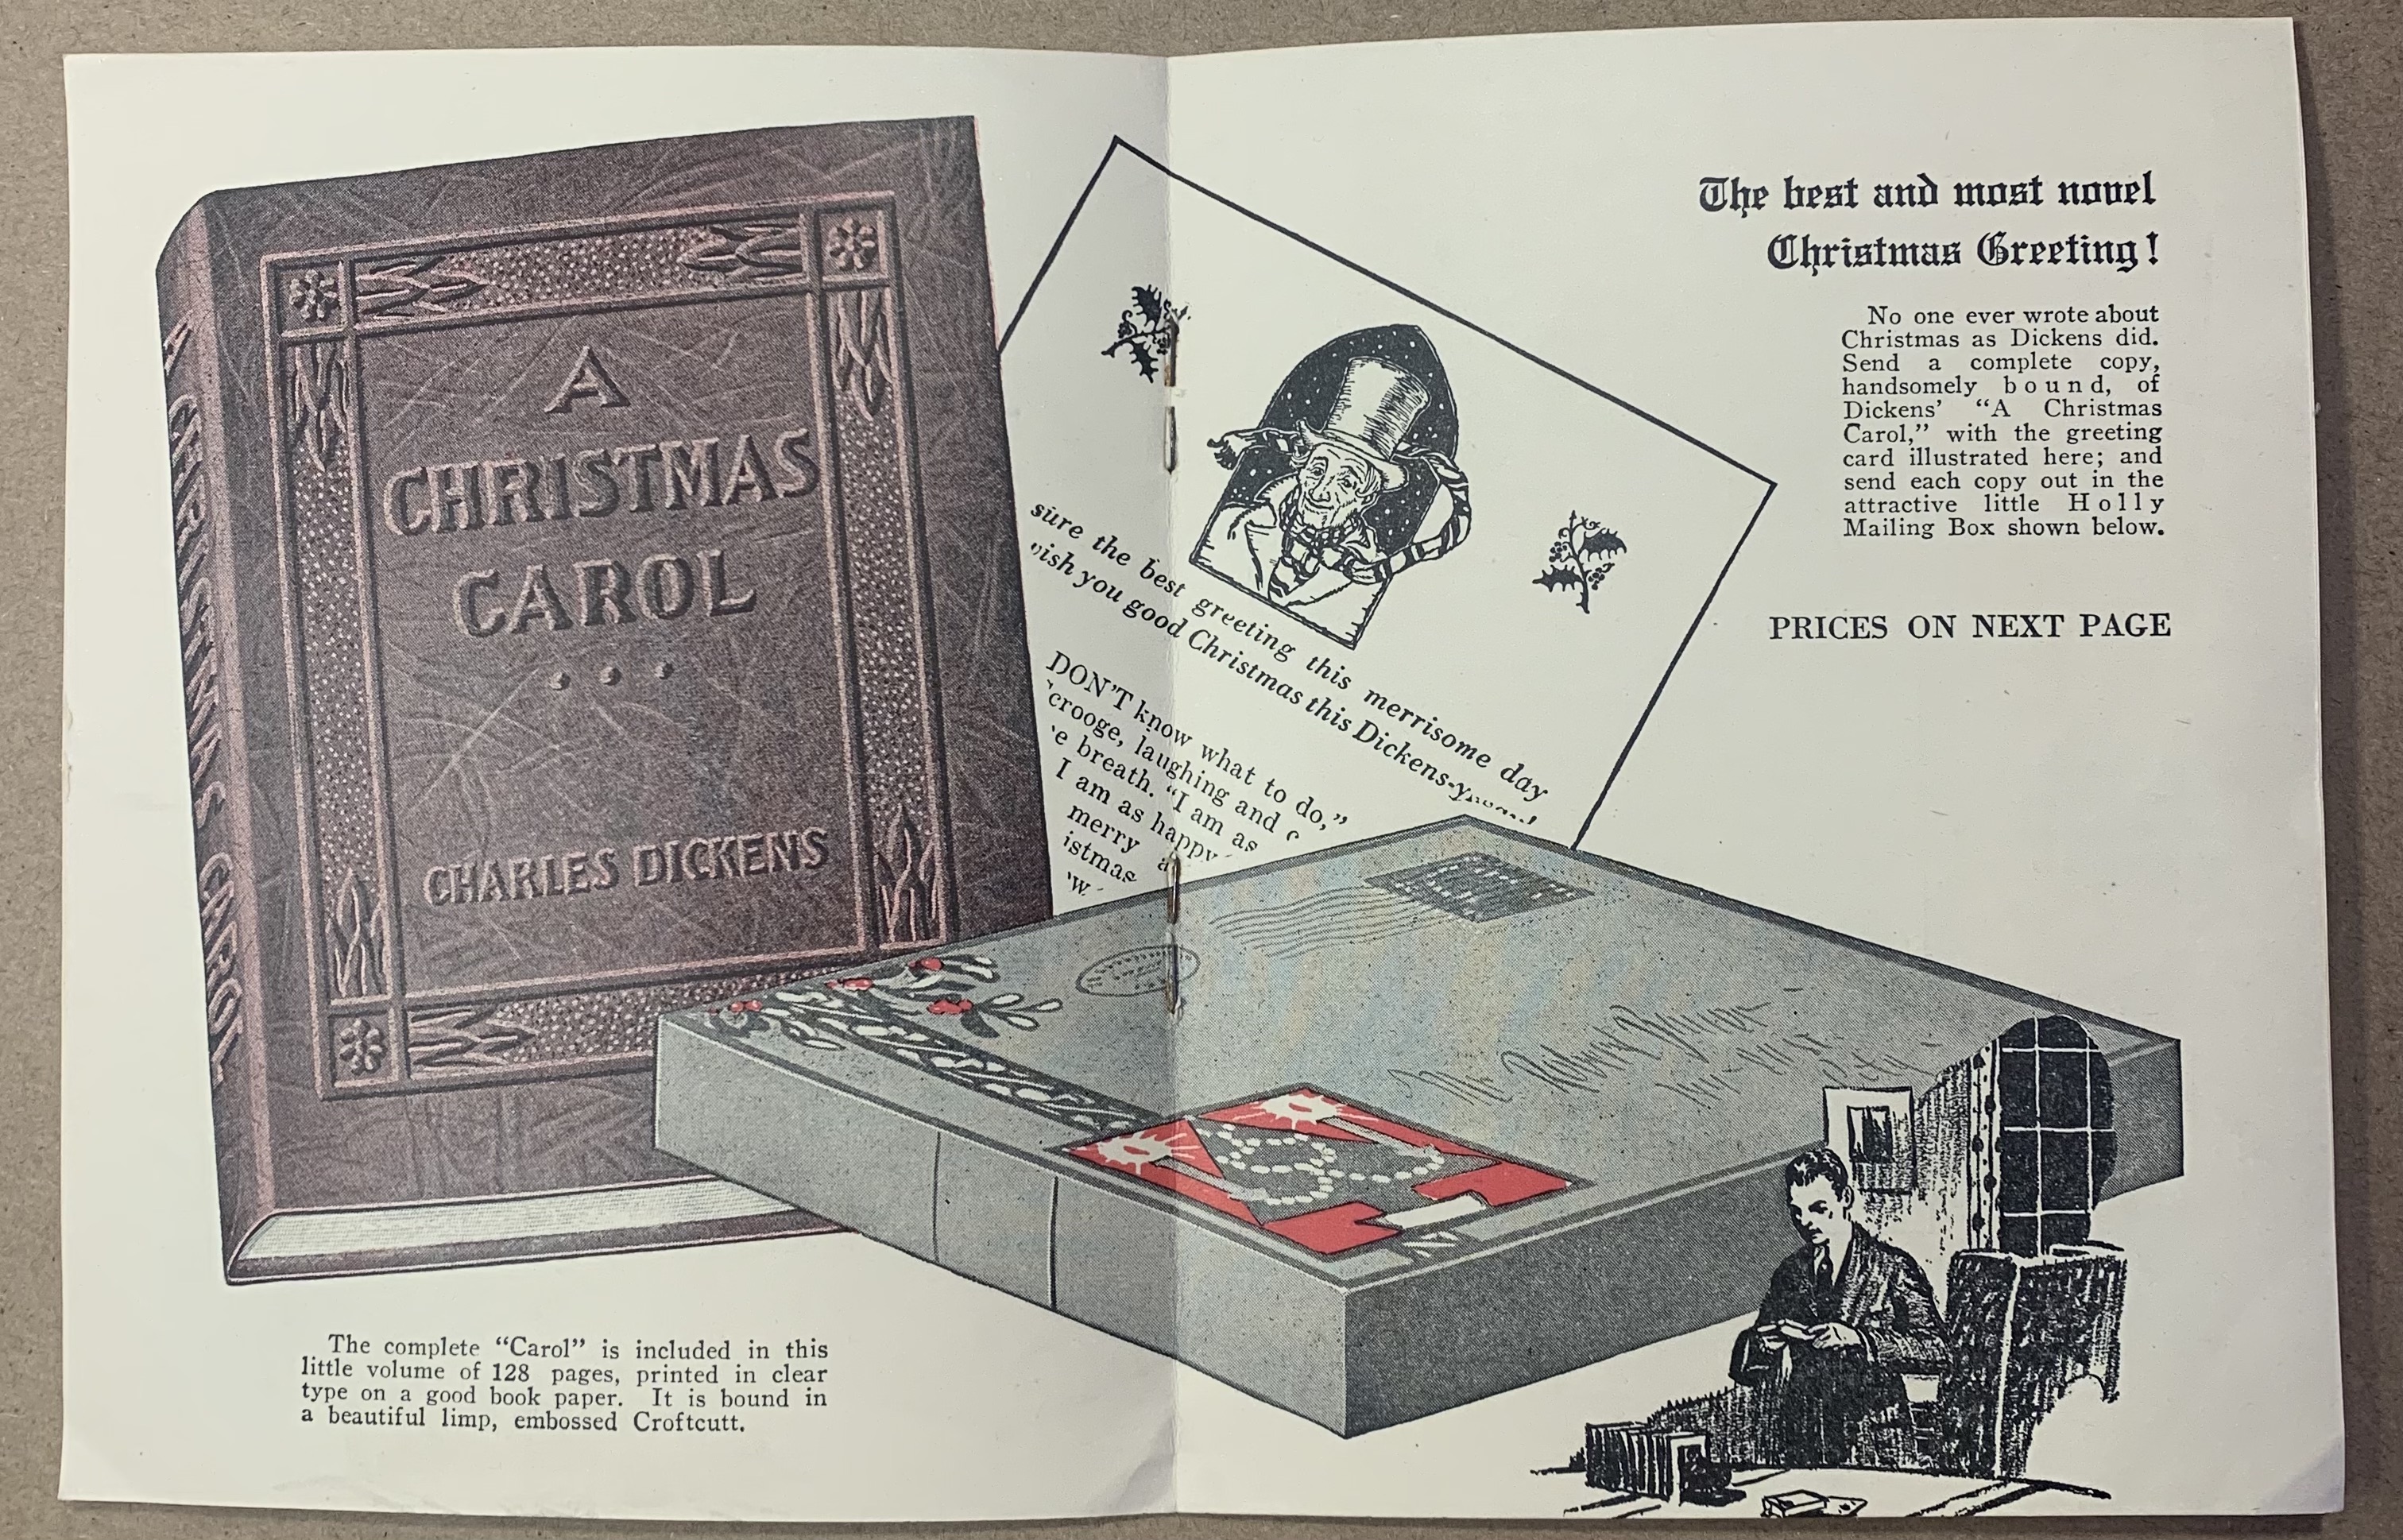 A CHRISTMAS CAROL
A
CHRISTMAS
CAROL
CHARLES DICKENS
The complete “Carol” is included in this
little volume of 128 pages, printed in clear
type on a good book paper. It is bound in
a beautiful limp, embossed Croftcutt.
sure the best greeting this merrisome day
wish you good Christmas this
DON'T know what to do,”
crooge, laughing and
e breath. “I am as
I am as happy
merry
istmas
The best and most novel
Christmas Greeting!
No one ever wrote about
Christmas as Dickens did.
Send a complete copy,
handsomely bound, of
Dickens’ “A Christmas
Carol,” with the greeting
card illustrated here; and
send each copy out in the
attractive little Holly
Mailing Box shown below.
PRICES ON NEXT PAGE